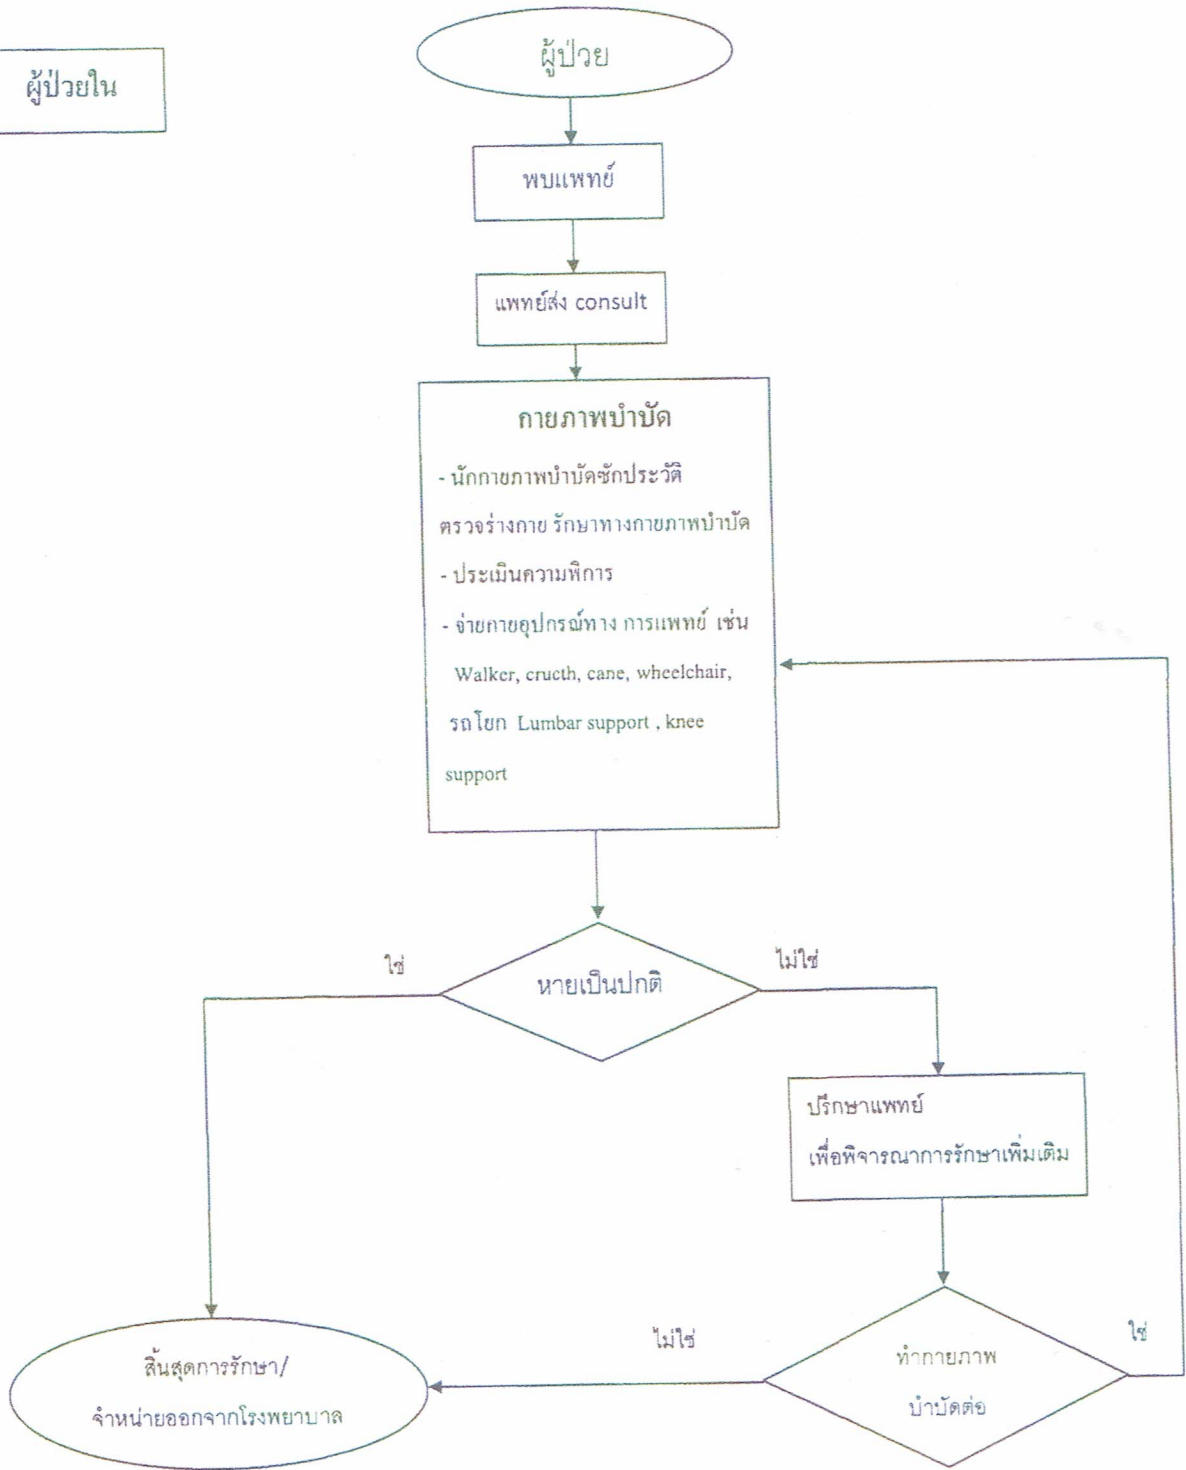 ผู้ป่วยใน
ผู้ป่วย
พบแพทย์
แพทย์ส่ง consult
กายภาพบำบัด
- นักกายภาพบำบัดซักประวัติ
ตรวจร่างกาย รักษาทางกายภาพบำบัด
- ประเมินความพิการ
- จ่ายกายอุปกรณ์ทาง การแพทย์ เช่น
Walker, cructh, cane, wheelchair,
รถโยก Lumbar support , knee
support
ใช่
หายเป็นปกติ
ไม่ใช่
ปรึกษาแพทย์
เพื่อพิจารณาการรักษาเพิ่มเติม
ไม่ใช่
ทำกายภาพ
บำบัดต่อ
ใช่
สิ้นสุดการรักษา/
จำหน่ายออกจากโรงพยาบาล